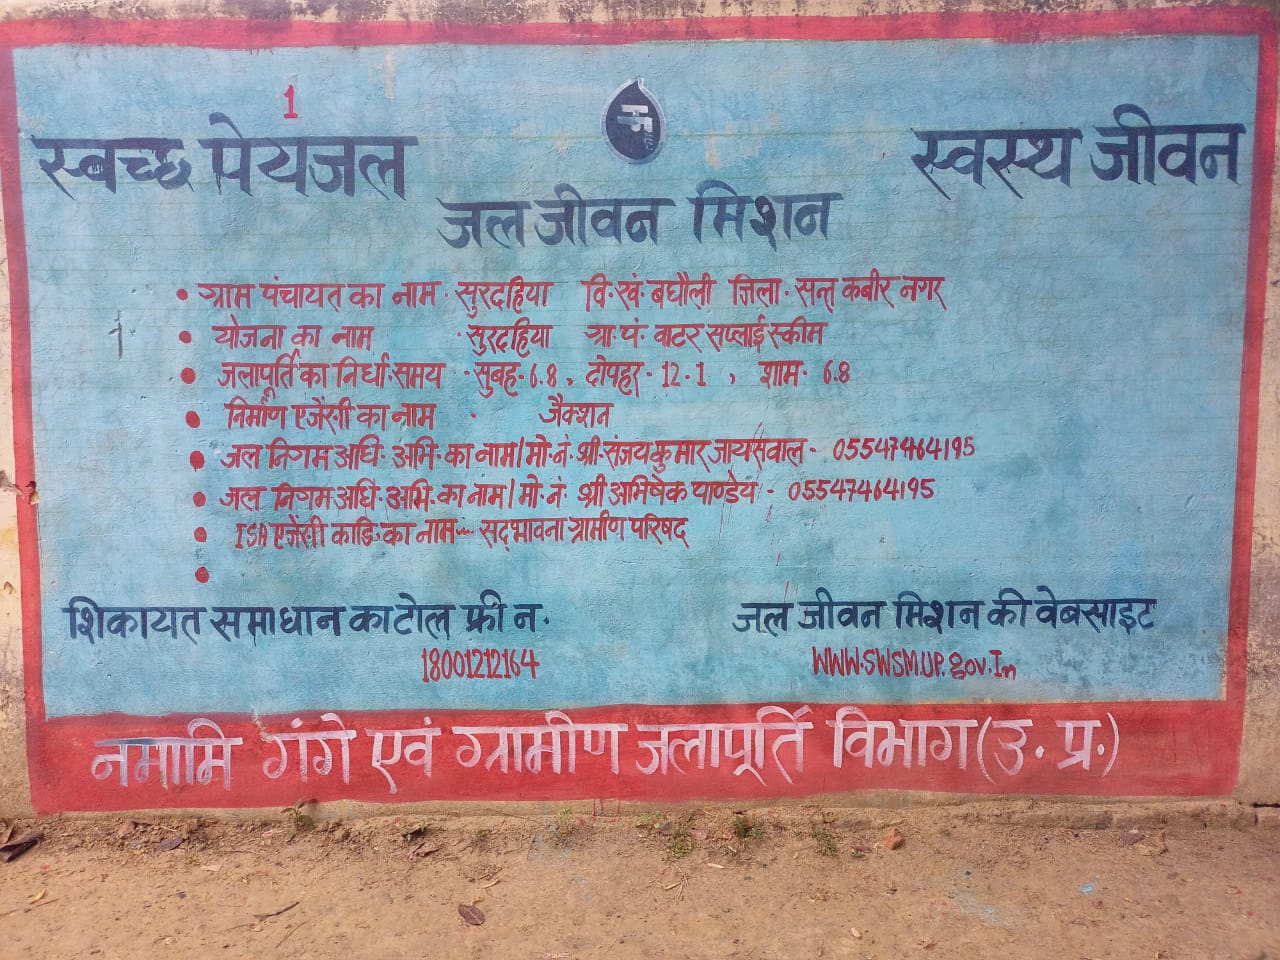 1
स्वच्छ पेयजल
स्वस्थ जीवन
जल जीवन मिशन
• ग्राम पंचायत का नाम - सुरदहिया वि.खं. बघौली जिला - सन्त कबीर नगर
• योजना का नाम - सुरदहिया ग्रा.पं. वाटर सप्लाई स्कीम
• जलापूर्ति का निर्धा.समय - सुबह-6.8, दोपहर-12.1, शाम-6.8
• निर्माण एजेंसी का नाम - जैक्शन
• जल निगम अधि. अभि. का नाम/मो.नं. श्री.संजय कुमार जायसवाल - 05547464195
• जल निगम अधि. अभि. का नाम/मो.नं. श्री अभिषेक पाण्डेय - 05547464195
• ISA एजेंसी का डि. का नाम --- सद्भावना ग्रामीण परिषद
•
शिकायत समाधान का टोल फ्री न.
18001212164
जल जीवन मिशन की वेबसाइट
WWW.SWSM.UP.gov.In
नमामि गंगे एवं ग्रामीण जलापूर्ति विभाग (उ. प्र.)